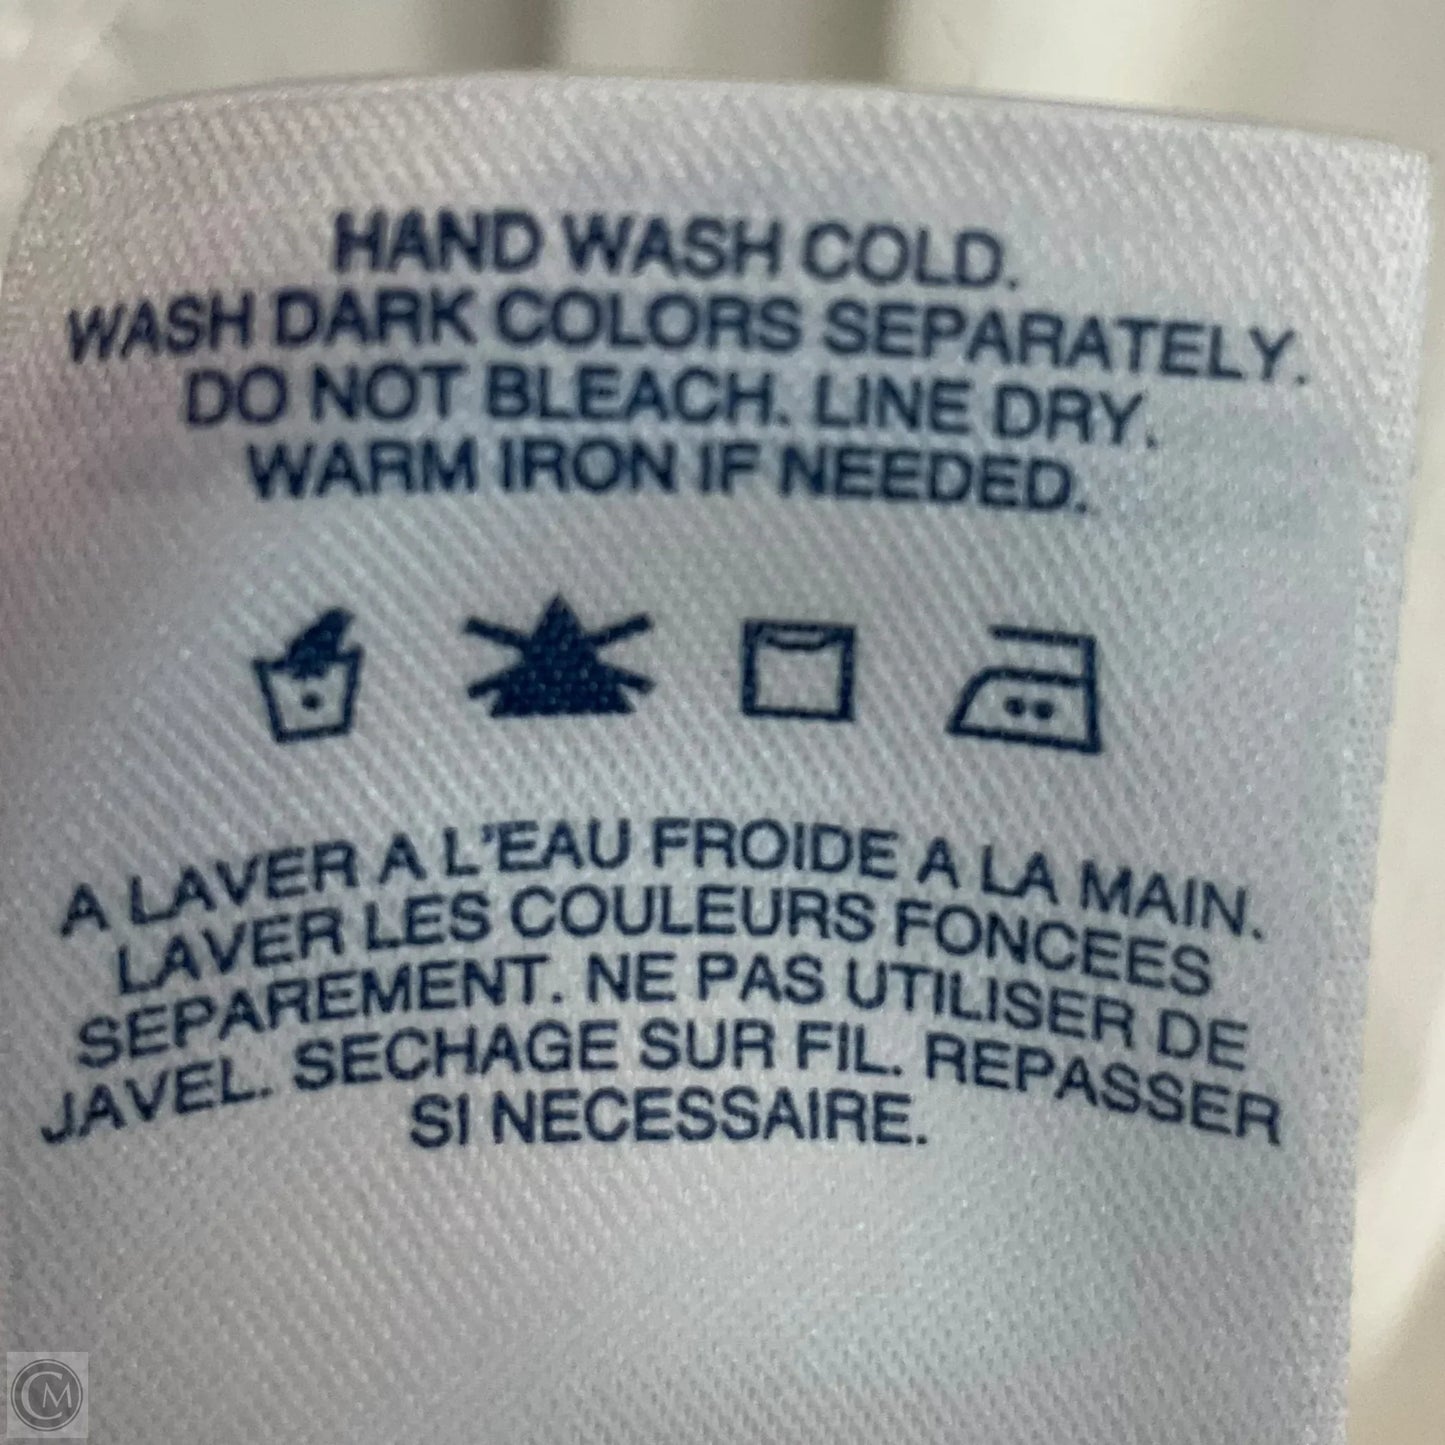 HAND WASH COLD.
WASH DARK COLORS SEPARATELY.
DO NOT BLEACH. LINE DRY.
WARM IRON IF NEEDED.
A LAVER A L'EAU FROIDE A LA MAIN.
LAVER LES COULEURS FONCEES
SEPAREMENT. NE PAS UTILISER DE
JAVEL. SECHAGE SUR FIL. REPASSER
SI NECESSAIRE.
CM